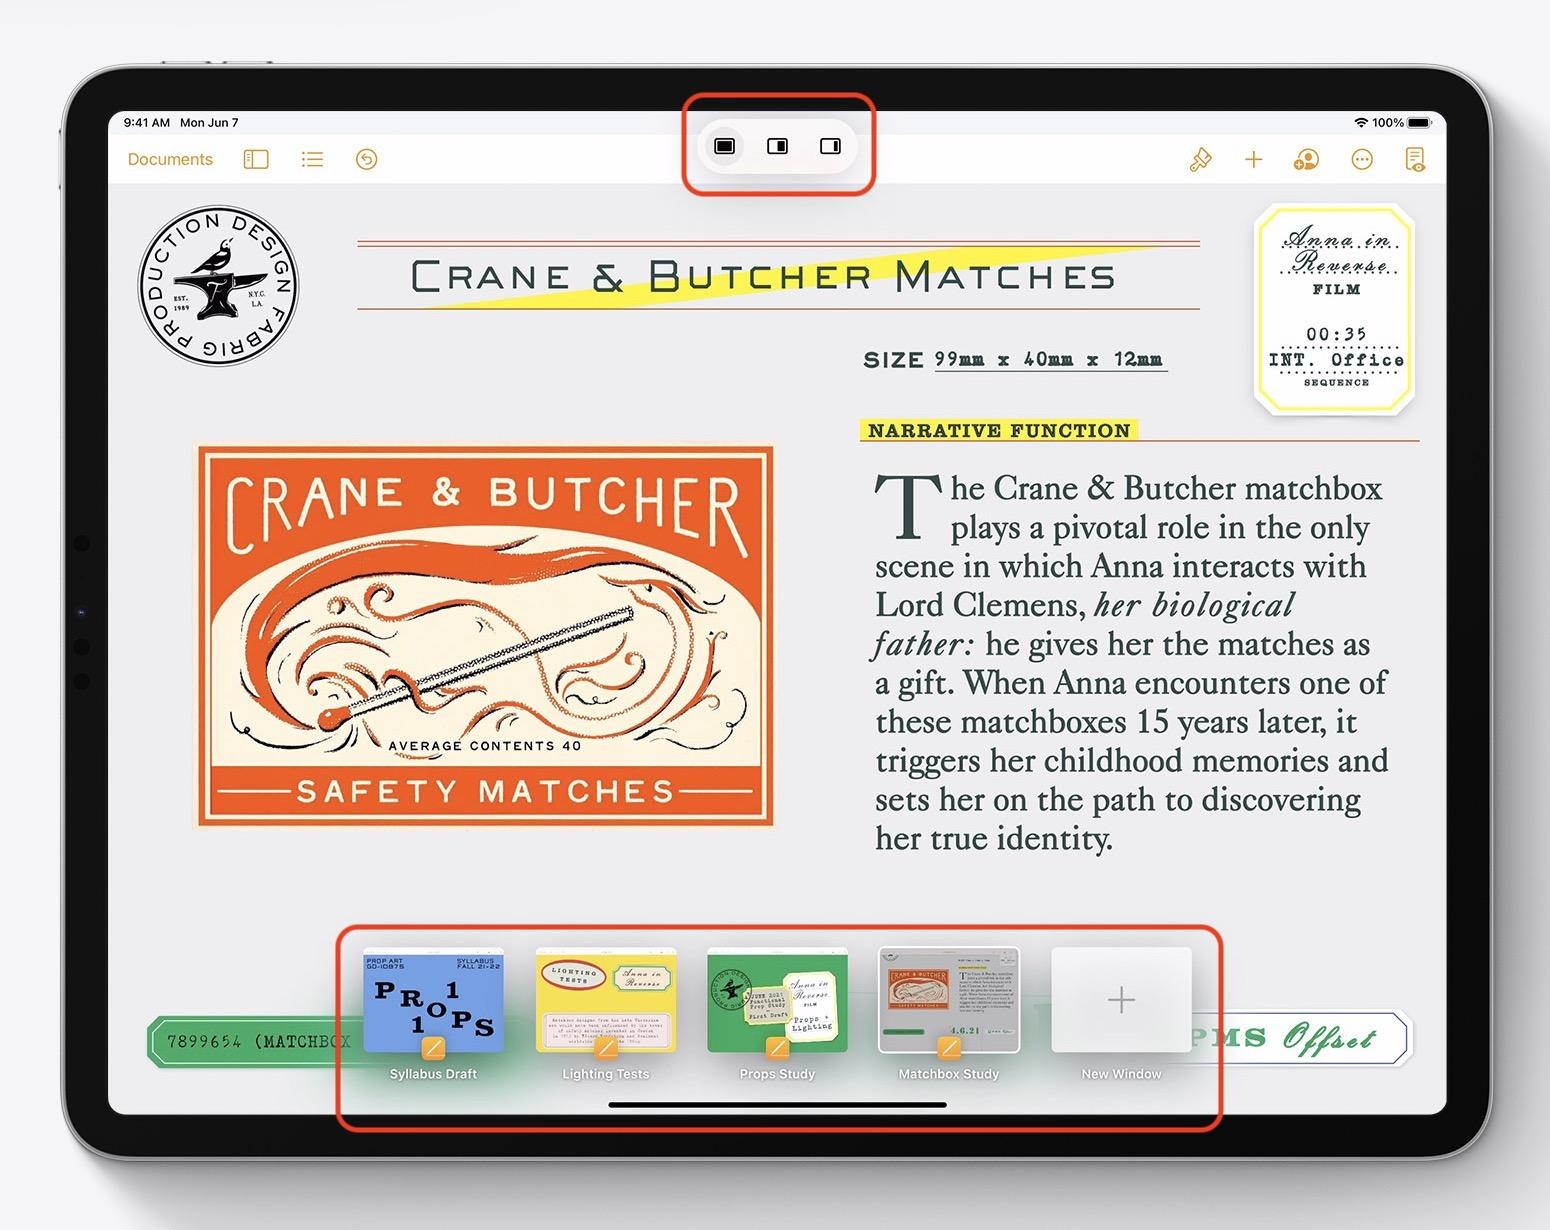 9:41 AM Mon Jun 7
100%
Documents
PRODUCTION DESIGN FABRIG
EST. 1989
N.Y.C. L.A.
CRANE & BUTCHER MATCHES
Anna in
Reverse
FILM
00:35
INT. Office
SEQUENCE
SIZE 99mm x 40mm x 12mm
NARRATIVE FUNCTION
The Crane & Butcher matchbox
plays a pivotal role in the only
scene in which Anna interacts with
Lord Clemens, her biological
father: he gives her the matches as
a gift. When Anna encounters one of
these matchboxes 15 years later, it
triggers her childhood memories and
sets her on the path to discovering
her true identity.
CRANE & BUTCHER
AVERAGE CONTENTS 40
SAFETY MATCHES
7899654 (MATCHBOX
PMS Offset
PROP ART
GD-10875
SYLLABUS
FALL 21-22
PRO1
1OPS
Syllabus Draft
LIGHTING
TESTS
Anna in
Reverse
Lighting Tests
JUNE 2021
Functional
Prop Study
First Draft
Anna in
Reverse
FILM
Props +
Lighting
Props Study
CRANE & BUTCHER
SAFETY MATCHES
4.6.21
Matchbox Study
New Window